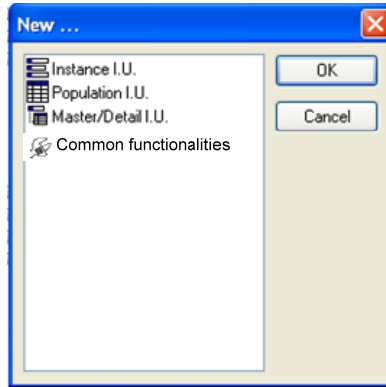 New ...
Instance I.U.
Population I.U.
Master/Detail I.U.
Common functionalities
OK
Cancel